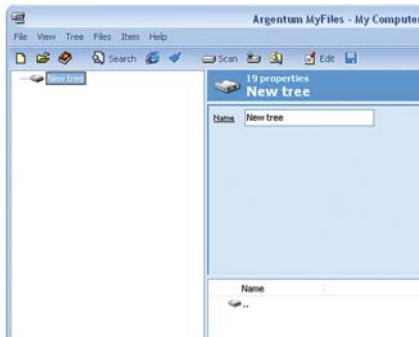 Argentum MyFiles - My Computer
File View Tree Files Item Help
Search Scan Edit
New tree
19 properties
New tree
Name New tree
Name
..